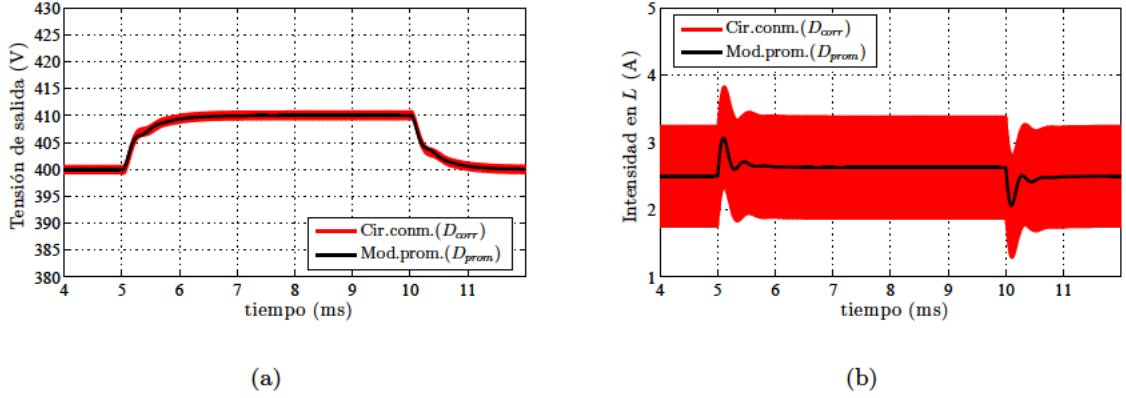 430
425
420
415
410
405
400
395
390
385
380
Tensión de salida (V)
Cir.conm.(D_corr)
Mod.prom.(D_prom)
4 5 6 7 8 9 10 11
tiempo (ms)
(a)
5
4
3
2
1
Intensidad en L (A)
Cir.conm.(D_corr)
Mod.prom.(D_prom)
4 5 6 7 8 9 10 11
tiempo (ms)
(b)